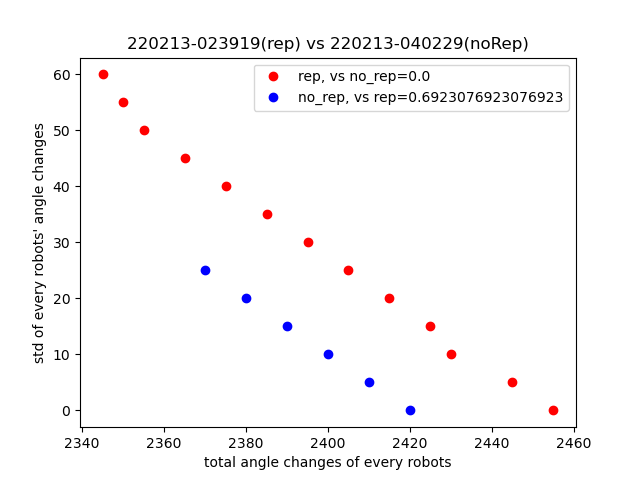 220213-023919(rep) vs 220213-040229(noRep)
rep, vs no_rep=0.0
no_rep, vs rep=0.6923076923076923
std of every robots' angle changes
60
50
40
30
20
10
0
2340 2360 2380 2400 2420 2440 2460
total angle changes of every robots